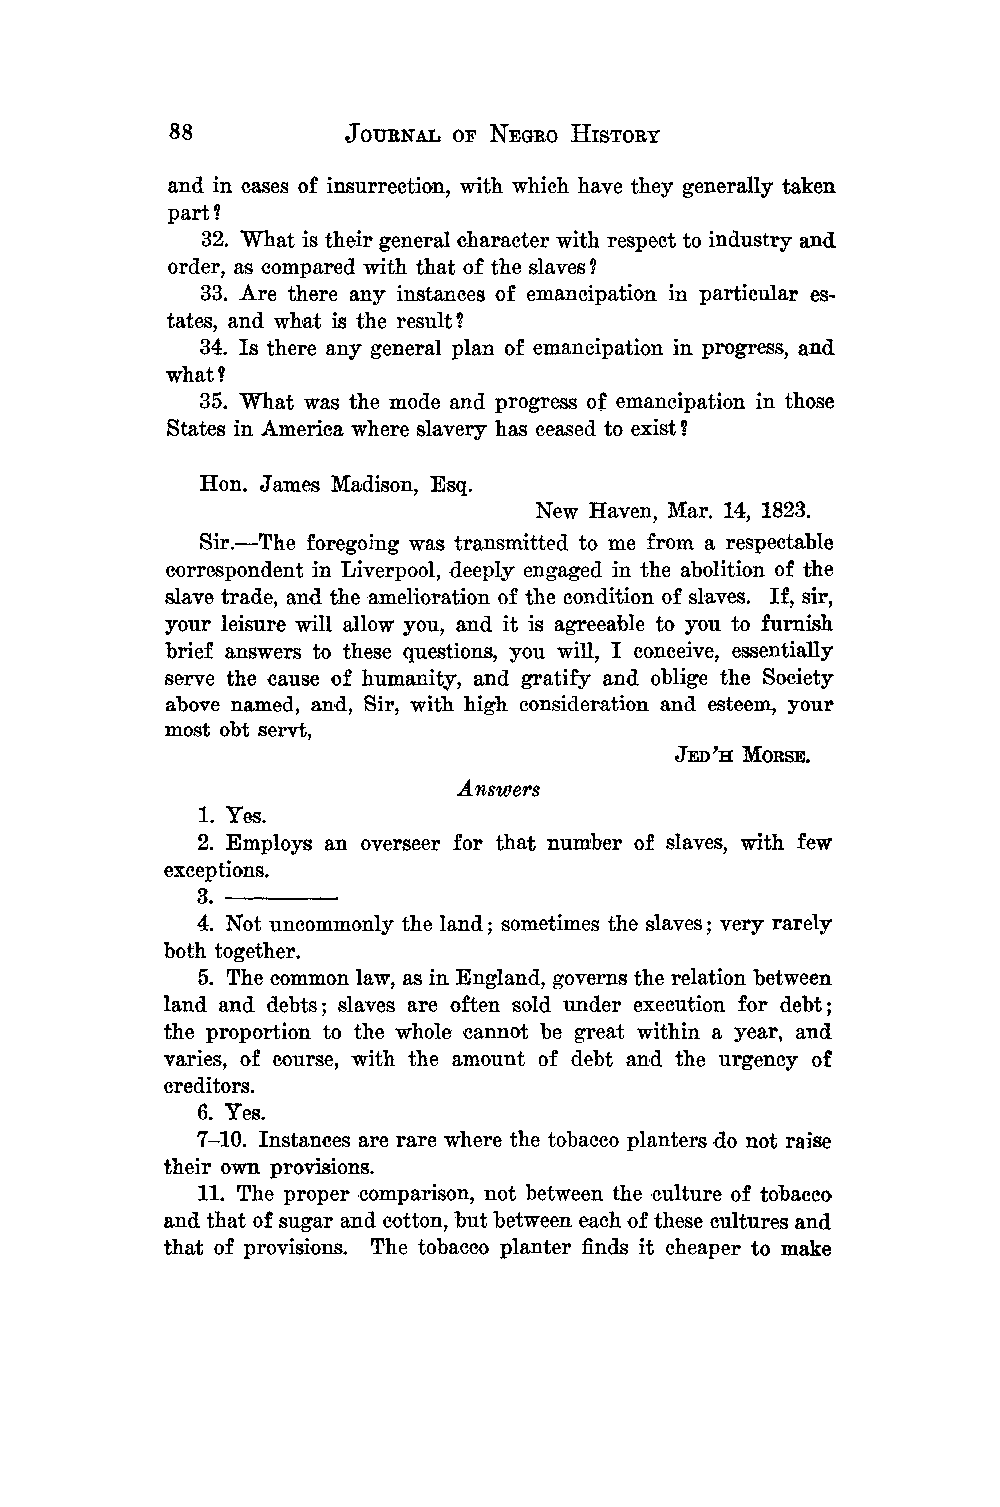 88 JOURNAL OF NEGRO HISTORY
and in cases of insurrection, with which have they generally taken
part?
32. What is their general character with respect to industry and
order, as compared with that of the slaves?
33. Are there any instances of emancipation in particular es-
tates, and what is the result?
34. Is there any general plan of emancipation in progress, and
what?
35. What was the mode and progress of emancipation in those
States in America where slavery has ceased to exist?
Hon. James Madison, Esq.
New Haven, Mar. 14, 1823.
Sir.—The foregoing was transmitted to me from a respectable
correspondent in Liverpool, deeply engaged in the abolition of the
slave trade, and the amelioration of the condition of slaves. If, sir,
your leisure will allow you, and it is agreeable to you to furnish
brief answers to these questions, you will, I conceive, essentially
serve the cause of humanity, and gratify and oblige the Society
above named, and, Sir, with high consideration and esteem, your
most obt servt,
JED'H MORSE.
Answers
1. Yes.
2. Employs an overseer for that number of slaves, with few
exceptions.
3. ————
4. Not uncommonly the land; sometimes the slaves; very rarely
both together.
5. The common law, as in England, governs the relation between
land and debts; slaves are often sold under execution for debt;
the proportion to the whole cannot be great within a year, and
varies, of course, with the amount of debt and the urgency of
creditors.
6. Yes.
7–10. Instances are rare where the tobacco planters do not raise
their own provisions.
11. The proper comparison, not between the culture of tobacco
and that of sugar and cotton, but between each of these cultures and
that of provisions. The tobacco planter finds it cheaper to make